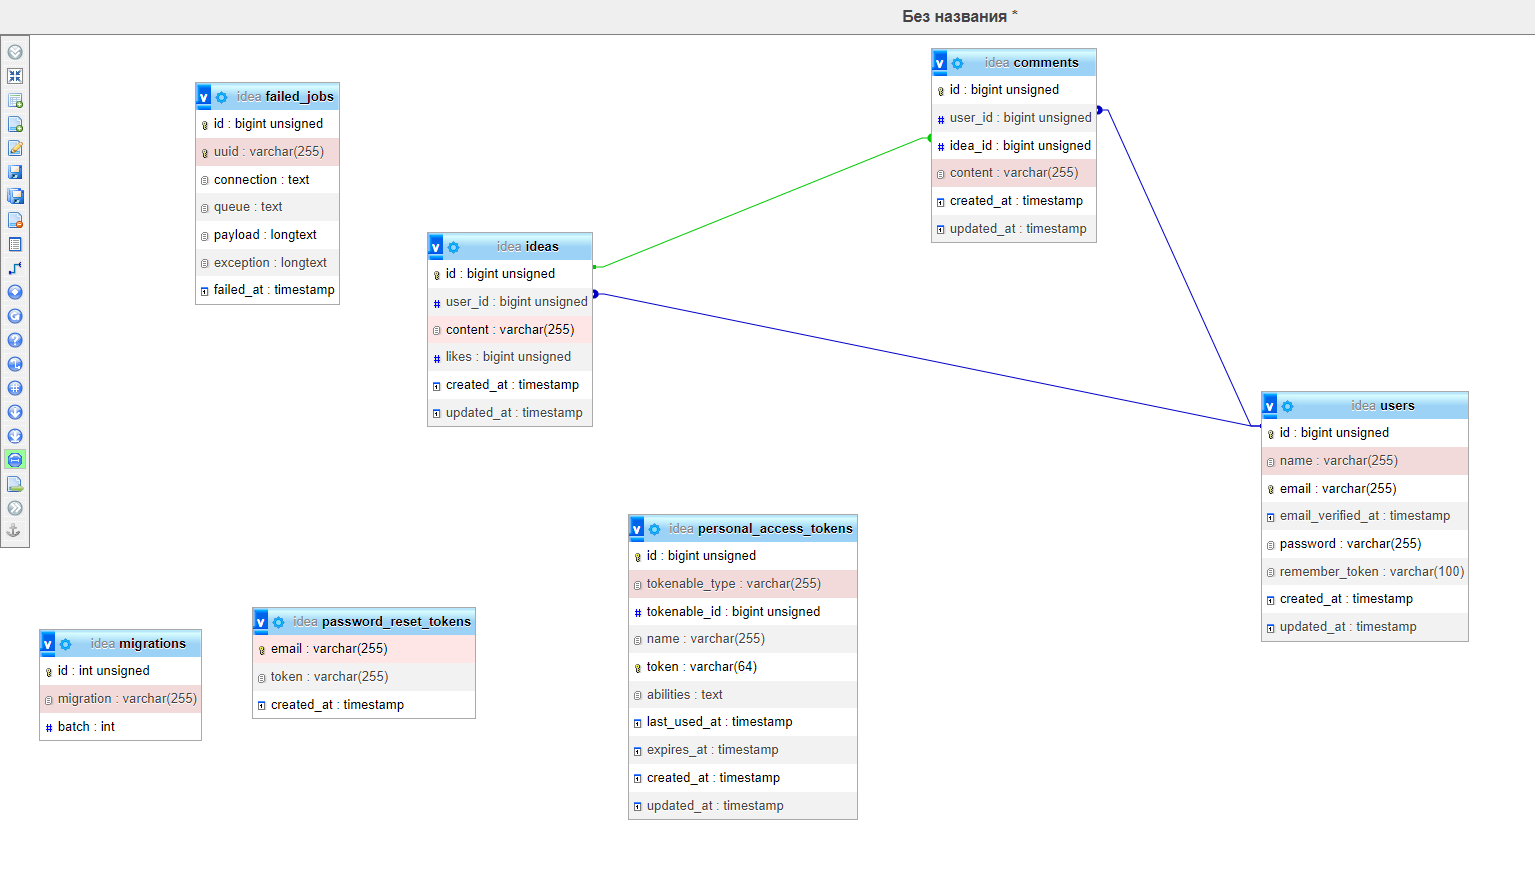 Без названия *
idea comments
id : bigint unsigned
user_id : bigint unsigned
idea_id : bigint unsigned
content : varchar(255)
created_at : timestamp
updated_at : timestamp
idea failed_jobs
id : bigint unsigned
uuid : varchar(255)
connection : text
queue : text
payload : longtext
exception : longtext
failed_at : timestamp
idea ideas
id : bigint unsigned
user_id : bigint unsigned
content : varchar(255)
likes : bigint unsigned
created_at : timestamp
updated_at : timestamp
idea users
id : bigint unsigned
name : varchar(255)
email : varchar(255)
email_verified_at : timestamp
password : varchar(255)
remember_token : varchar(100)
created_at : timestamp
updated_at : timestamp
idea personal_access_tokens
id : bigint unsigned
tokenable_type : varchar(255)
tokenable_id : bigint unsigned
name : varchar(255)
token : varchar(64)
abilities : text
last_used_at : timestamp
expires_at : timestamp
created_at : timestamp
updated_at : timestamp
idea password_reset_tokens
email : varchar(255)
token : varchar(255)
created_at : timestamp
idea migrations
id : int unsigned
migration : varchar(255)
batch : int